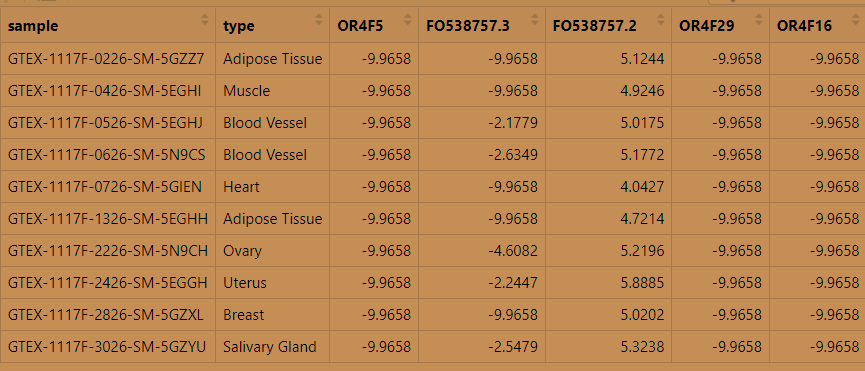 sample type OR4F5 FO538757.3 FO538757.2 OR4F29 OR4F16
GTEX-1117F-0226-SM-5GZZ7 Adipose Tissue -9.9658 -9.9658 5.1244 -9.9658 -9.9658
GTEX-1117F-0426-SM-5EGHI Muscle -9.9658 -9.9658 4.9246 -9.9658 -9.9658
GTEX-1117F-0526-SM-5EGHJ Blood Vessel -9.9658 -2.1779 5.0175 -9.9658 -9.9658
GTEX-1117F-0626-SM-5N9CS Blood Vessel -9.9658 -2.6349 5.1772 -9.9658 -9.9658
GTEX-1117F-0726-SM-5GIEN Heart -9.9658 -9.9658 4.0427 -9.9658 -9.9658
GTEX-1117F-1326-SM-5EGHH Adipose Tissue -9.9658 -9.9658 4.7214 -9.9658 -9.9658
GTEX-1117F-2226-SM-5N9CH Ovary -9.9658 -4.6082 5.2196 -9.9658 -9.9658
GTEX-1117F-2426-SM-5EGGH Uterus -9.9658 -2.2447 5.8885 -9.9658 -9.9658
GTEX-1117F-2826-SM-5GZXL Breast -9.9658 -9.9658 5.0202 -9.9658 -9.9658
GTEX-1117F-3026-SM-5GZYU Salivary Gland -9.9658 -2.5479 5.3238 -9.9658 -9.9658